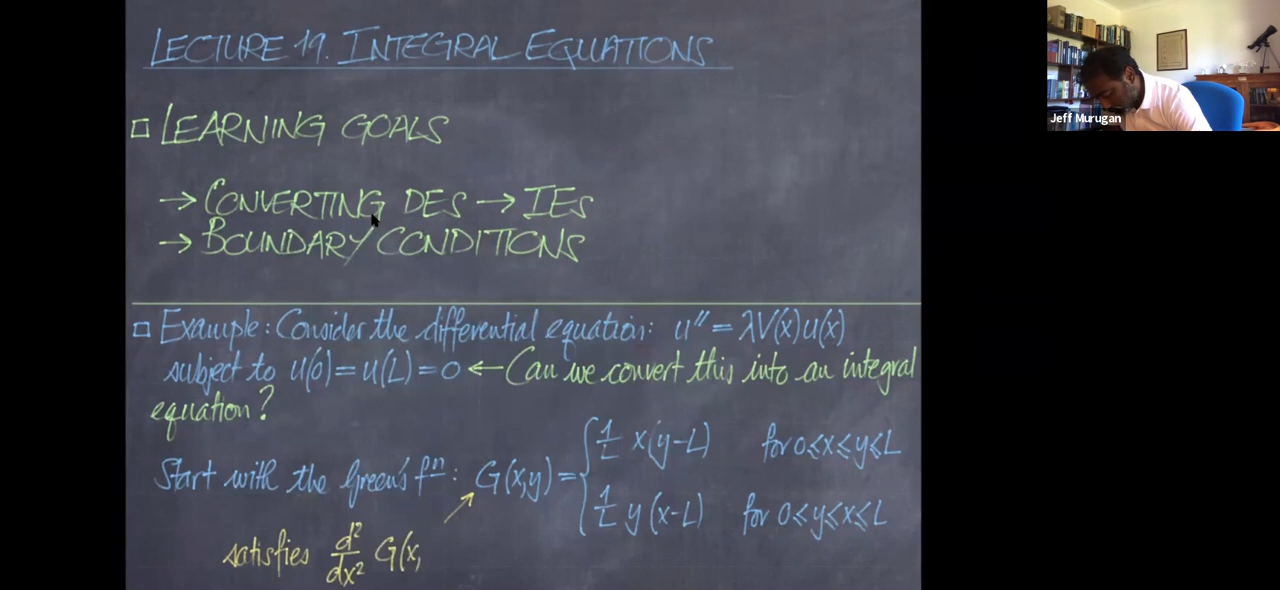 LECTURE 19. INTEGRAL EQUATIONS
Jeff Murugan
□ LEARNING GOALS
→ CONVERTING DES → IES
→ BOUNDARY CONDITIONS
□ Example: Consider the differential equation: u'' = λV(x)u(x)
subject to u(0) = u(L) = 0 ← Can we convert this into an integral
equation?
Start with the Green's fⁿ: G(x,y) = { 1/L x(y-L) for 0≤x≤y≤L
1/L y(x-L) for 0≤y≤x≤L
satisfies d²/dx² G(x,